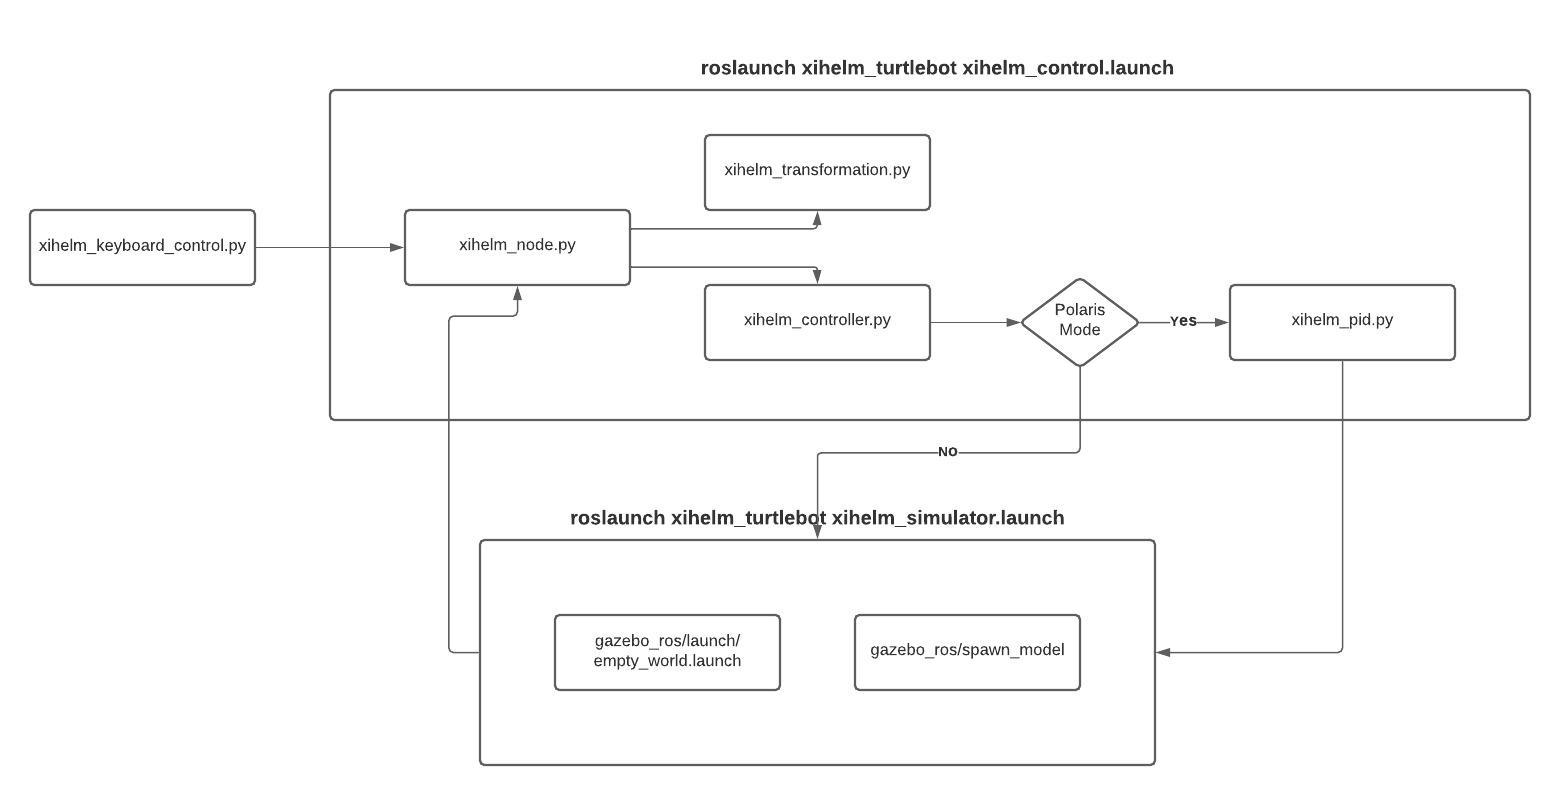 roslaunch xihelm_turtlebot xihelm_control.launch
xihelm_transformation.py
xihelm_keyboard_control.py
xihelm_node.py
xihelm_controller.py
Polaris
Mode
Yes
xihelm_pid.py
No
roslaunch xihelm_turtlebot xihelm_simulator.launch
gazebo_ros/launch/
empty_world.launch
gazebo_ros/spawn_model